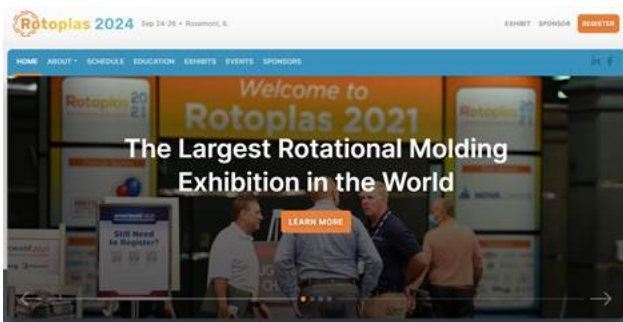 Rotoplas 2024 Sep 24-26 • Rosemont, IL
EXHIBIT SPONSOR REGISTER
HOME ABOUT SCHEDULE EDUCATION EXHIBITS EVENTS SPONSORS
in f
Welcome to
Rotoplas 2021
Rotoplas
The Largest Rotational Molding
Exhibition in the World
LEARN MORE
Still Need
to Register?